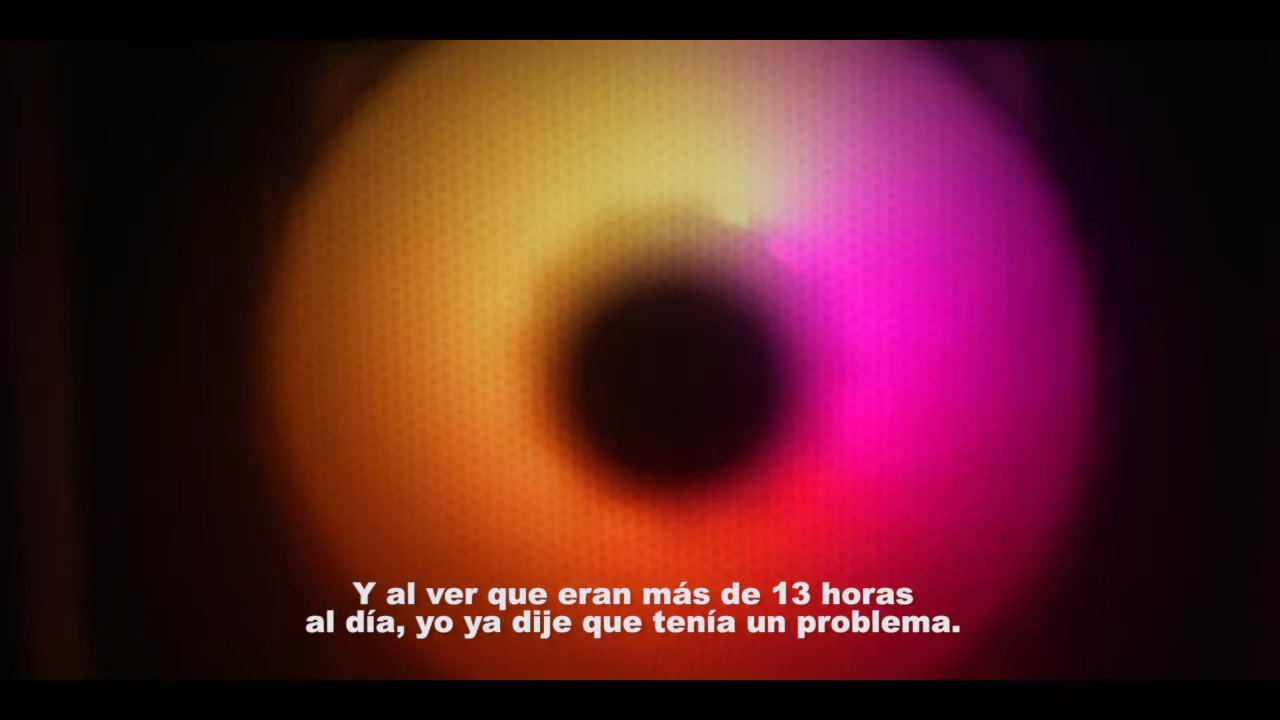 Y al ver que eran más de 13 horas
al día, yo ya dije que tenía un problema.